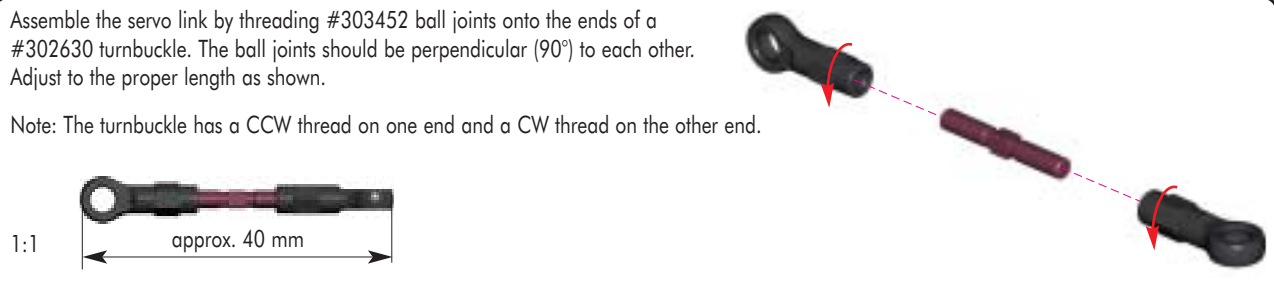 Assemble the servo link by threading #303452 ball joints onto the ends of a
#302630 turnbuckle. The ball joints should be perpendicular (90°) to each other.
Adjust to the proper length as shown.
Note: The turnbuckle has a CCW thread on one end and a CW thread on the other end.
1:1
approx. 40 mm